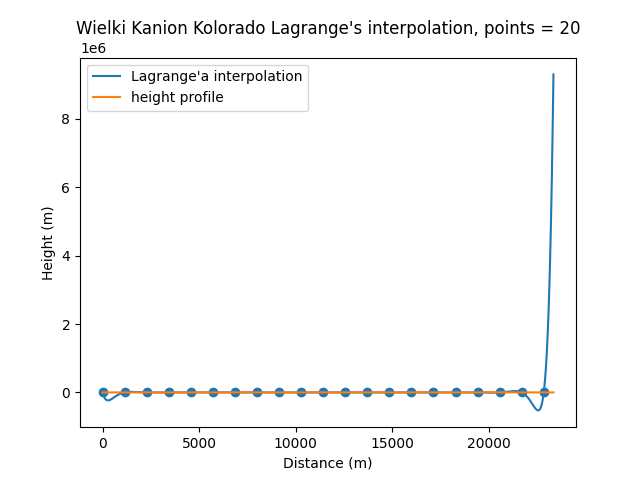 Wielki Kanion Kolorado Lagrange's interpolation, points = 20
1e6
Lagrange'a interpolation
height profile
8
6
4
2
0
Height (m)
0 5000 10000 15000 20000
Distance (m)